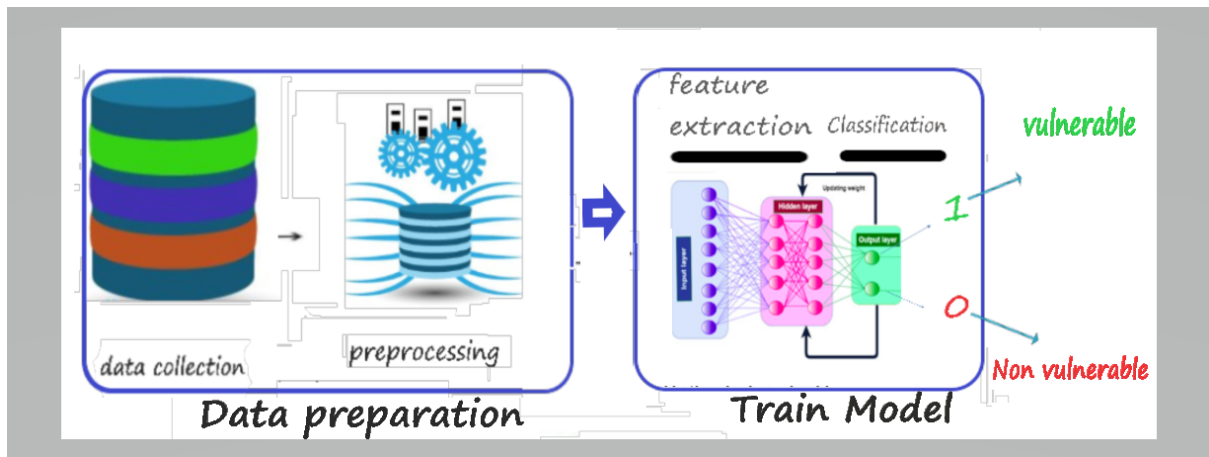 data collection
preprocessing
Data preparation
feature
extraction
Classification
Updating weight
Input layer
Hidden layer
Output layer
1
0
vulnerable
Non vulnerable
Train Model